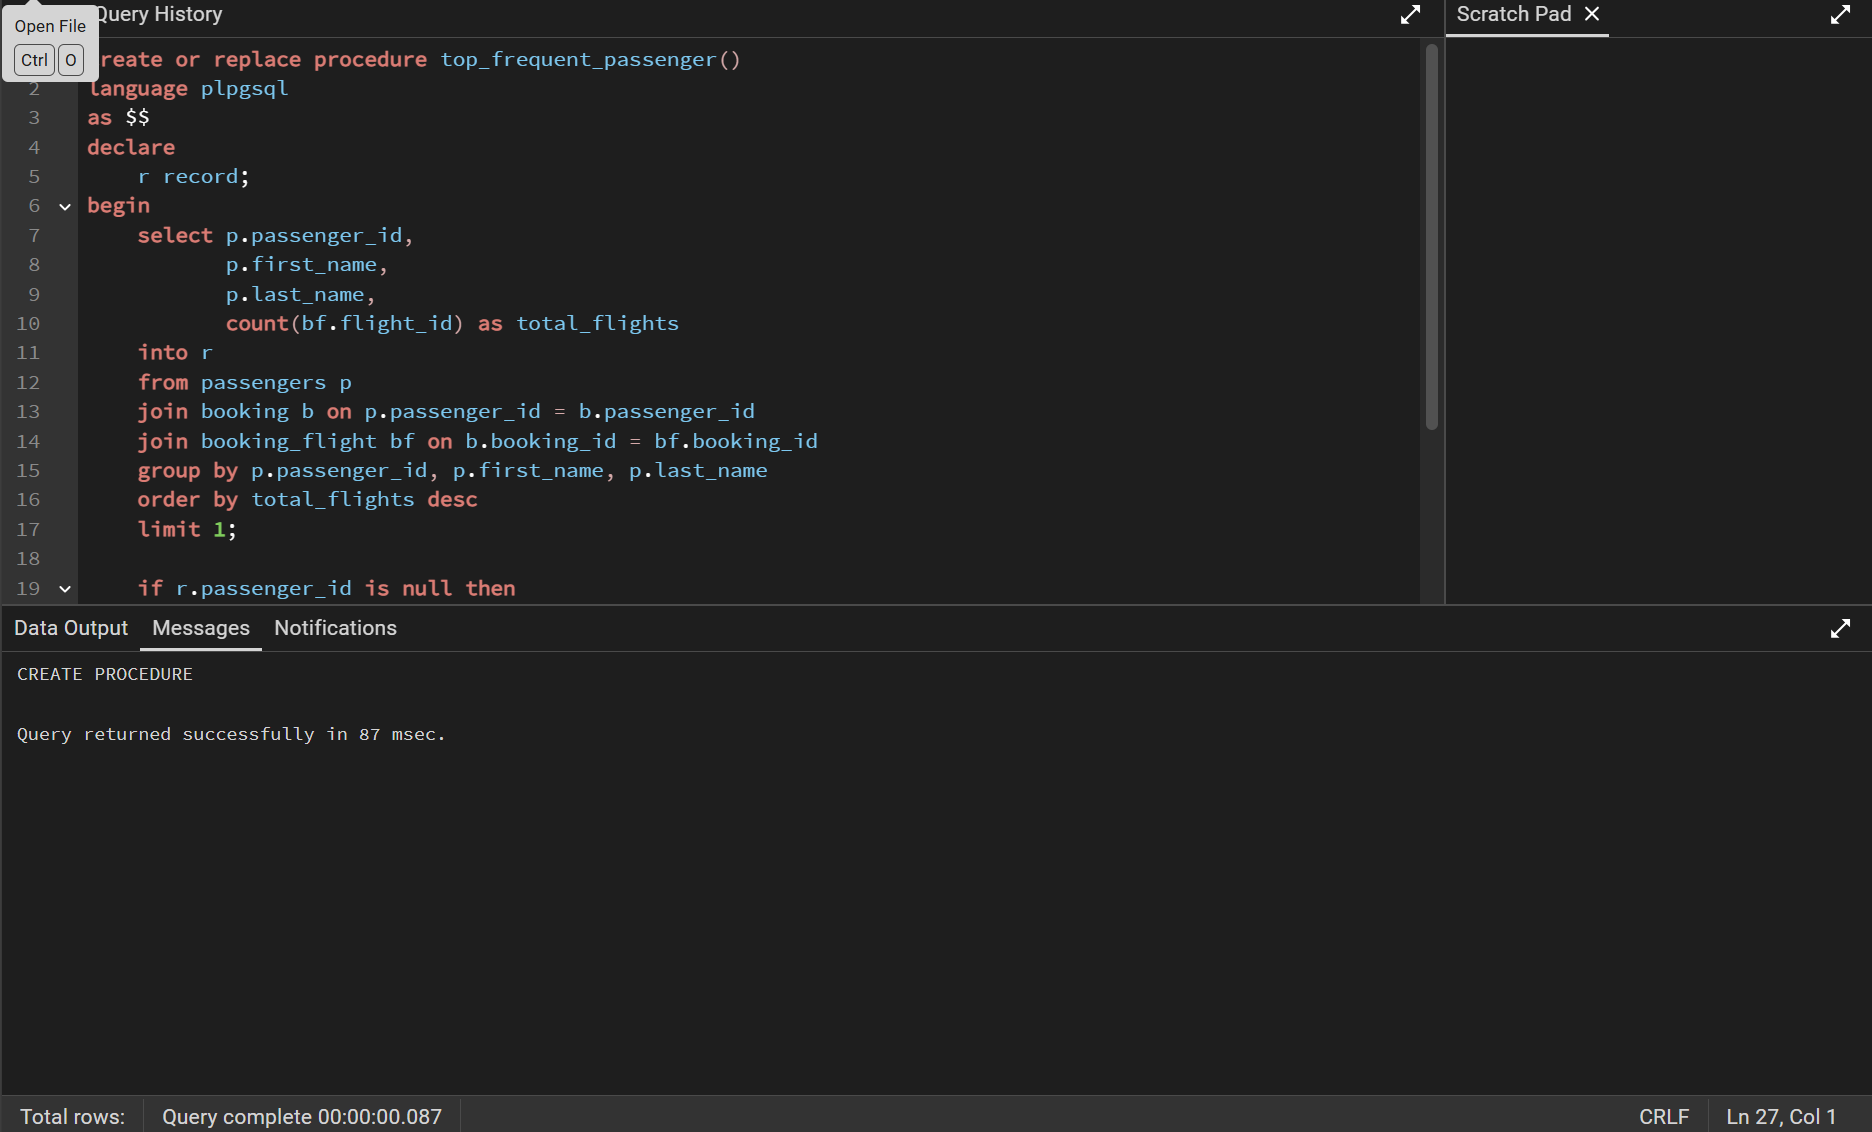 Open File
Query History
Scratch Pad
Ctrl O
reate or replace procedure top_frequent_passenger()
2 language plpgsql
3 as $$
4 declare
5 r record;
6 begin
7 select p.passenger_id,
8 p.first_name,
9 p.last_name,
10 count(bf.flight_id) as total_flights
11 into r
12 from passengers p
13 join booking b on p.passenger_id = b.passenger_id
14 join booking_flight bf on b.booking_id = bf.booking_id
15 group by p.passenger_id, p.first_name, p.last_name
16 order by total_flights desc
17 limit 1;
18
19 if r.passenger_id is null then
Data Output Messages Notifications
CREATE PROCEDURE
Query returned successfully in 87 msec.
Total rows: Query complete 00:00:00.087 CRLF Ln 27, Col 1